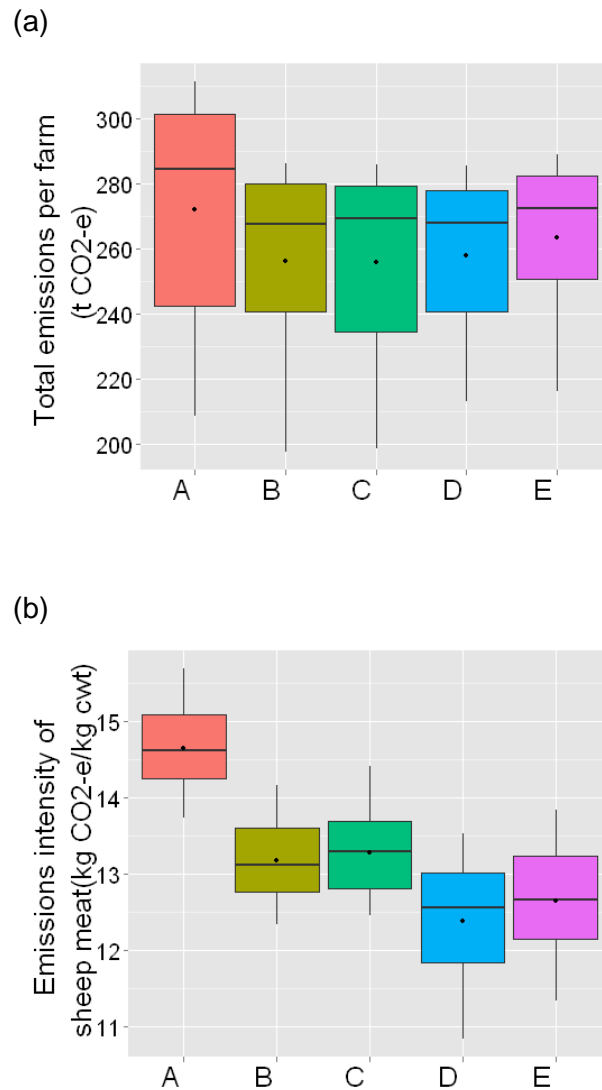 (a)
Total emissions per farm
(t CO2-e)
300
280
260
240
220
200
A B C D E
(b)
Emissions intensity of
sheep meat(kg CO2-e/kg cwt)
15
14
13
12
11
A B C D E